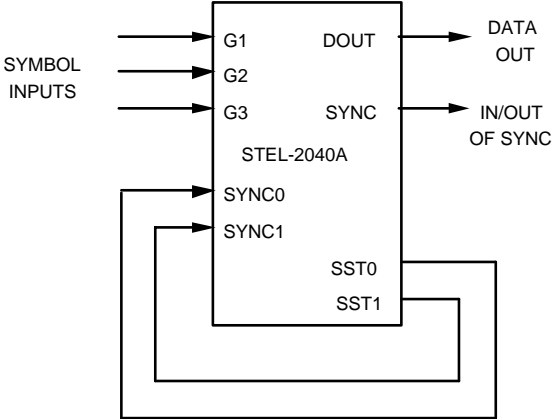 SYMBOL
INPUTS
G1
G2
G3
DOUT
SYNC
DATA
OUT
IN/OUT
OF SYNC
STEL-2040A
SYNC0
SYNC1
SST0
SST1